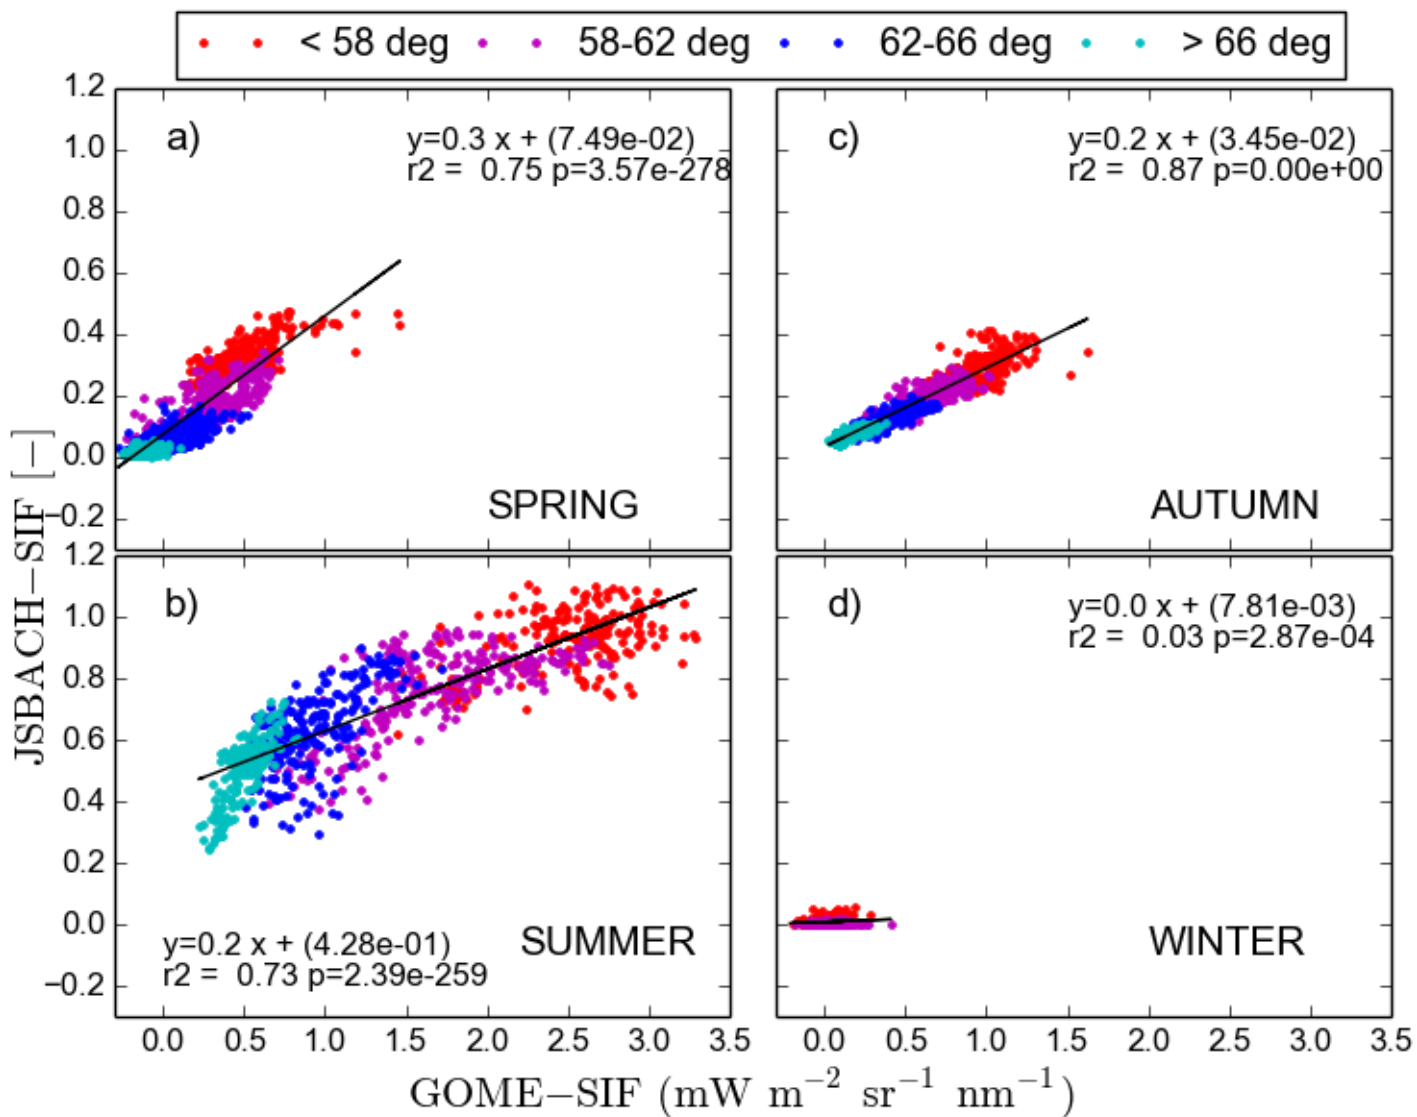 < 58 deg 58-62 deg 62-66 deg > 66 deg
1.2
1.0
0.8
0.6
0.4
0.2
0.0
−0.2
a)
y=0.3 x + (7.49e-02)
r2 = 0.75 p=3.57e-278
SPRING
c)
y=0.2 x + (3.45e-02)
r2 = 0.87 p=0.00e+00
AUTUMN
JSBACH−SIF [−]
1.2
1.0
0.8
0.6
0.4
0.2
0.0
−0.2
b)
y=0.2 x + (4.28e-01)
r2 = 0.73 p=2.39e-259
SUMMER
d)
y=0.0 x + (7.81e-03)
r2 = 0.03 p=2.87e-04
WINTER
0.0 0.5 1.0 1.5 2.0 2.5 3.0 3.5
0.0 0.5 1.0 1.5 2.0 2.5 3.0 3.5
GOME−SIF (mW m⁻² sr⁻¹ nm⁻¹)